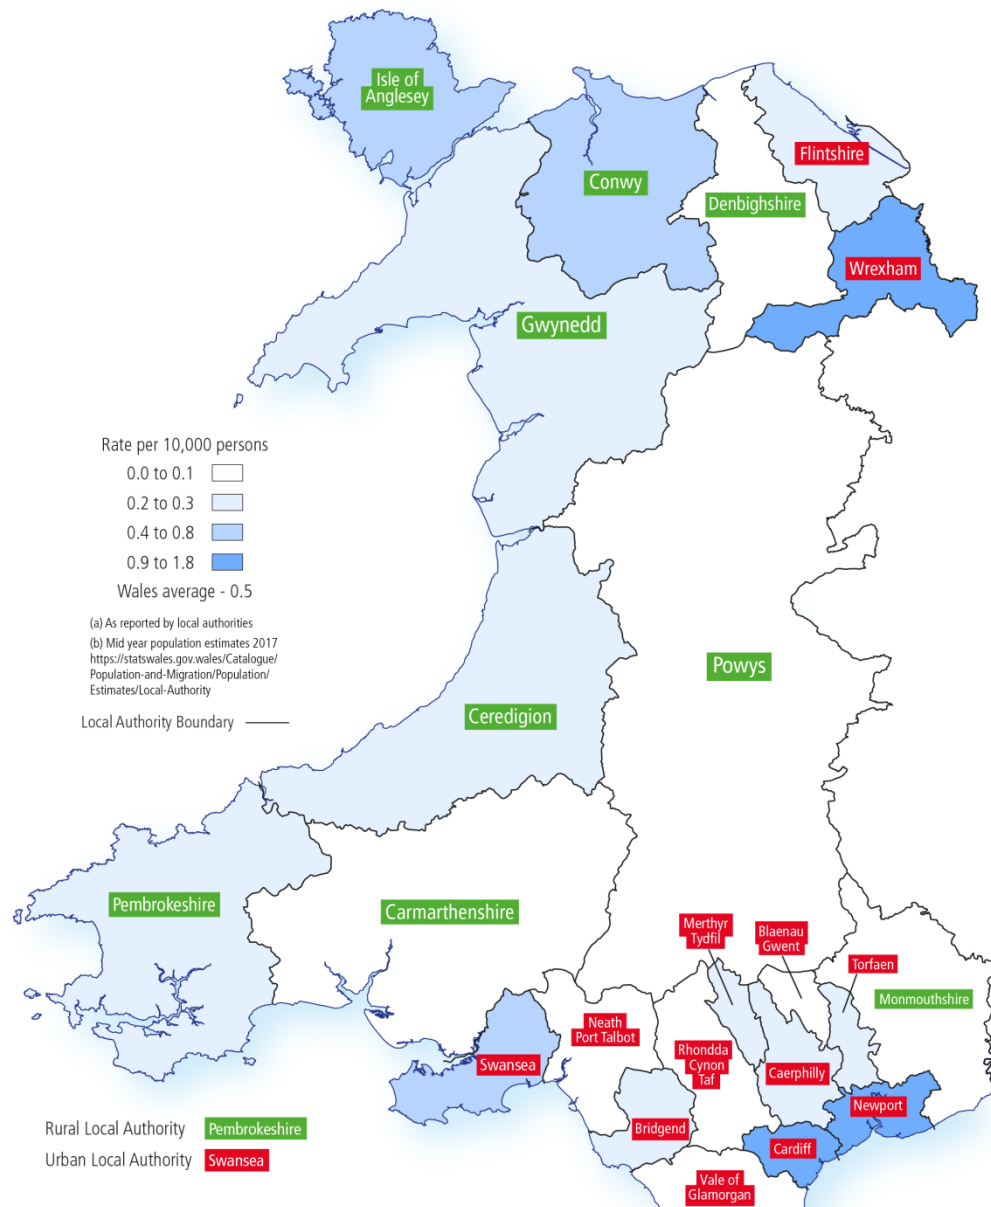 Isle of
Anglesey
Flintshire
Conwy
Denbighshire
Wrexham
Gwynedd
Rate per 10,000 persons
0.0 to 0.1
0.2 to 0.3
0.4 to 0.8
0.9 to 1.8
Wales average - 0.5
(a) As reported by local authorities
(b) Mid year population estimates 2017
https://statswales.gov.wales/Catalogue/
Population-and-Migration/Population/
Estimates/Local-Authority
Local Authority Boundary
Powys
Ceredigion
Pembrokeshire
Carmarthenshire
Merthyr
Tydfil
Blaenau
Gwent
Torfaen
Monmouthshire
Neath
Port Talbot
Swansea
Rhondda
Cynon
Taf
Caerphilly
Newport
Bridgend
Cardiff
Vale of
Glamorgan
Rural Local Authority Pembrokeshire
Urban Local Authority Swansea